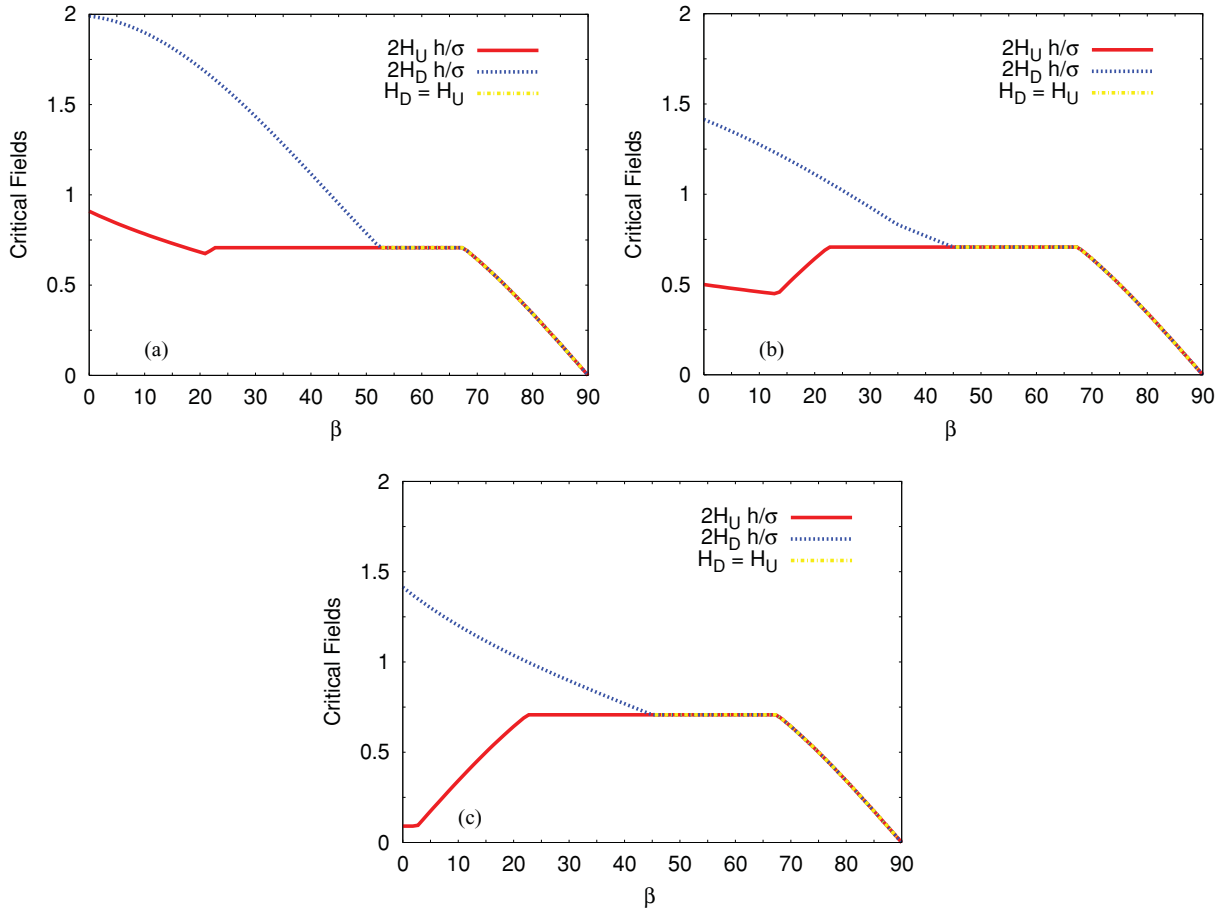 2
1.5
1
0.5
0
Critical Fields
2H_U h/σ
2H_D h/σ
H_D = H_U
(a)
0 10 20 30 40 50 60 70 80 90
β
2
1.5
1
0.5
0
Critical Fields
2H_U h/σ
2H_D h/σ
H_D = H_U
(b)
0 10 20 30 40 50 60 70 80 90
β
2
1.5
1
0.5
0
Critical Fields
2H_U h/σ
2H_D h/σ
H_D = H_U
(c)
0 10 20 30 40 50 60 70 80 90
β